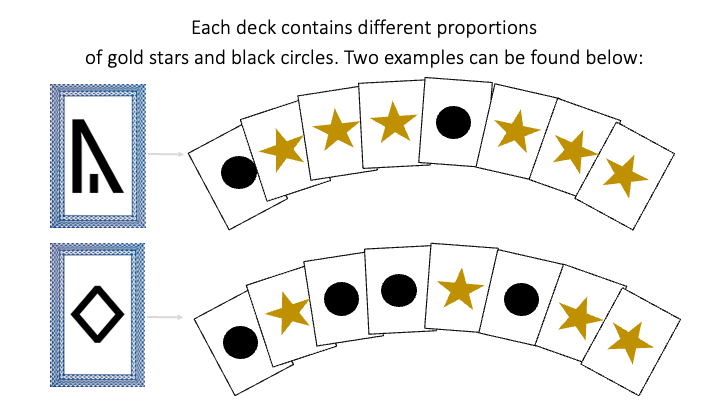 Each deck contains different proportions
of gold stars and black circles. Two examples can be found below: